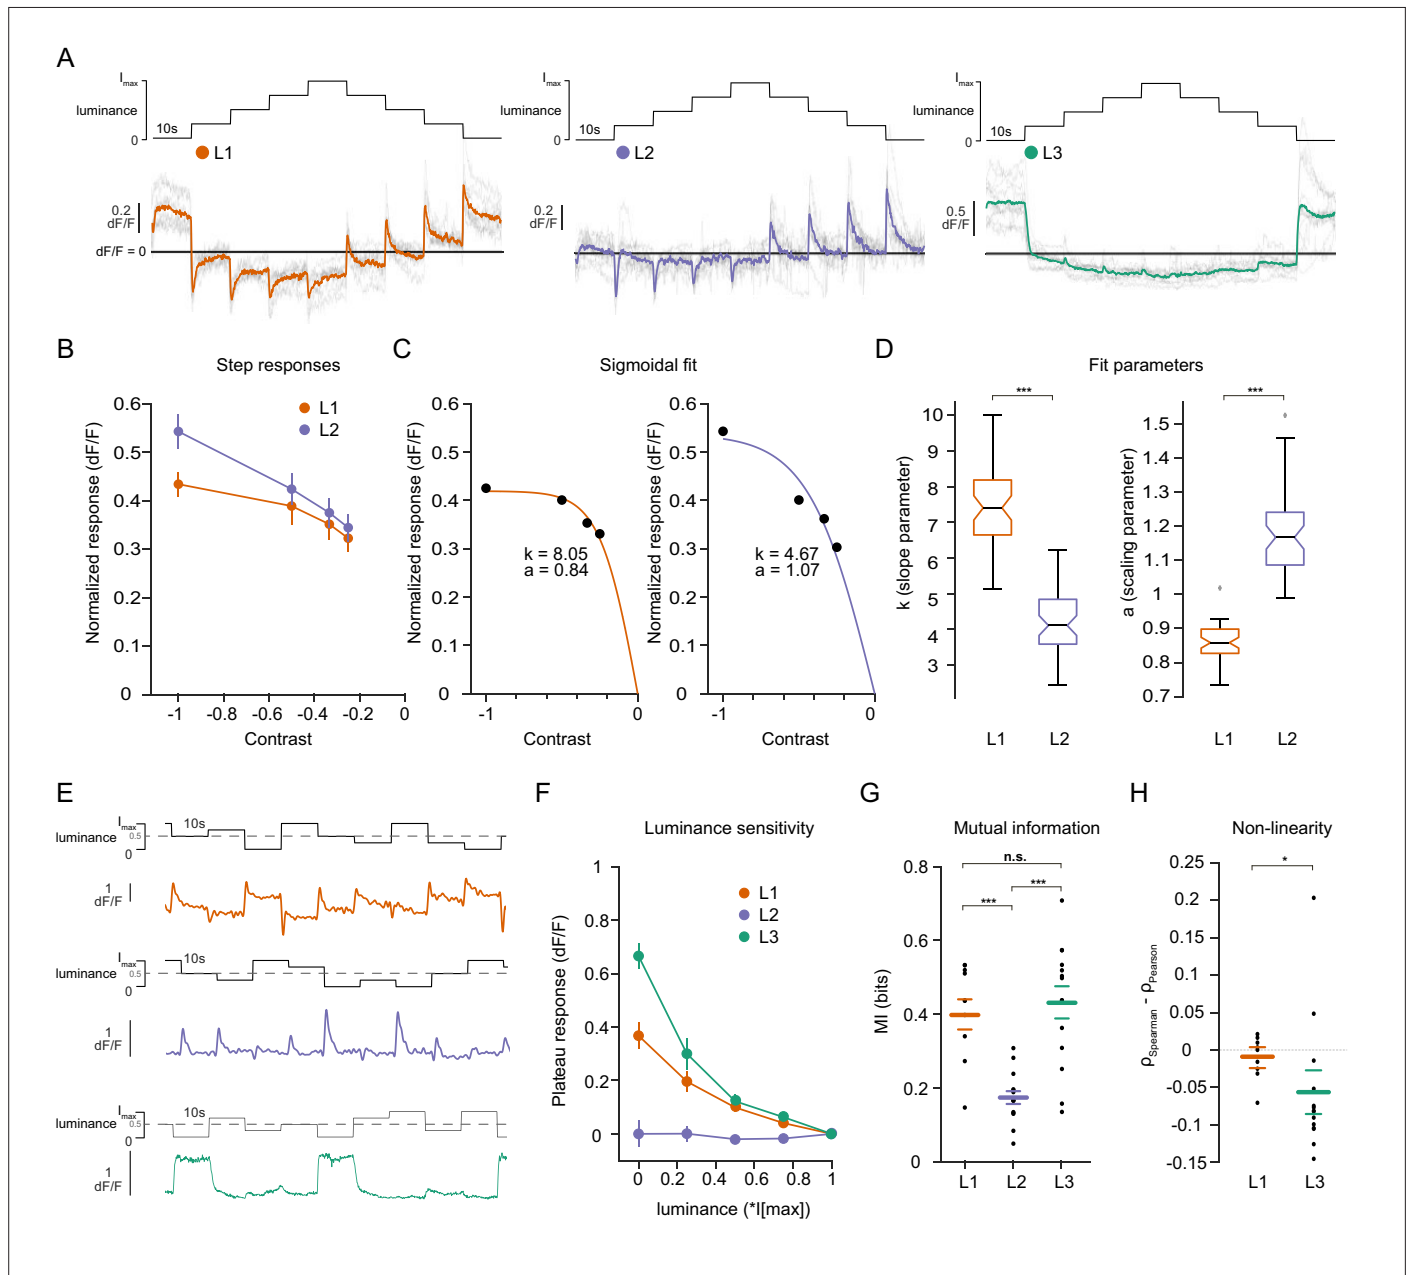 A
I max
luminance
10s
0
L1
0.2
dF/F
dF/F = 0
I max
luminance
10s
0
L2
0.2
dF/F
I max
luminance
10s
0
L3
0.5
dF/F
B
Step responses
Normalized response (dF/F)
0.6
0.5
0.4
0.3
0.2
0.1
0
L1
L2
-1
-0.8
-0.6
-0.4
-0.2
0
Contrast
C
Sigmoidal fit
Normalized response (dF/F)
0.6
0.5
0.4
0.3
0.2
0.1
0
k = 8.05
a = 0.84
-1
0
Contrast
Normalized response (dF/F)
0.6
0.5
0.4
0.3
0.2
0.1
0
k = 4.67
a = 1.07
-1
0
Contrast
D
Fit parameters
k (slope parameter)
10
9
8
7
6
5
4
3
***
L1
L2
a (scaling parameter)
1.5
1.4
1.3
1.2
1.1
1
0.9
0.8
0.7
***
L1
L2
E
luminance
I max
0.5
0
10s
1
dF/F
luminance
I max
0.5
0
10s
1
dF/F
luminance
I max
0.5
0
10s
1
dF/F
F
Luminance sensitivity
Plateau response (dF/F)
1
0.8
0.6
0.4
0.2
0
L1
L2
L3
0
0.2
0.4
0.6
0.8
1
luminance (*I[max])
G
Mutual information
MI (bits)
0.8
0.6
0.4
0.2
0
n.s.
***
***
L1
L2
L3
H
Non-linearity
ρSpearman - ρPearson
0.25
0.2
0.15
0.1
0.05
0
-0.05
-0.1
-0.15
*
L1
L3